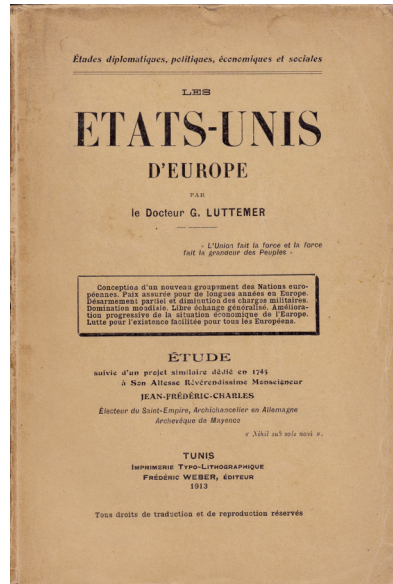 Études diplomatiques, politiques, économiques et sociales
LES
ETATS-UNIS
D'EUROPE
PAR
le Docteur G. LUTTEMER
« L'Union fait la force et la force
fait la grandeur des Peuples »
Conception d'un nouveau groupement des Nations euro-
péennes. Paix assurée pour de longues années en Europe.
Désarmement partiel et diminution des charges militaires.
Domination mondiale. Libre échange généralisé. Améliora-
tion progressive de la situation économique de l'Europe.
Lutte pour l'existence facilitée pour tous les Européens.
ÉTUDE
suivie d'un projet similaire dédié en 1745
à Son Altesse Révérendissime Monseigneur
JEAN-FRÉDÉRIC-CHARLES
Électeur du Saint-Empire, Archichancelier en Allemagne
Archevêque de Mayence
« Nihil sub sole novi ».
TUNIS
IMPRIMERIE TYPO-LITHOGRAPHIQUE
FRÉDÉRIC WEBER, ÉDITEUR
1913
Tous droits de traduction et de reproduction réservés